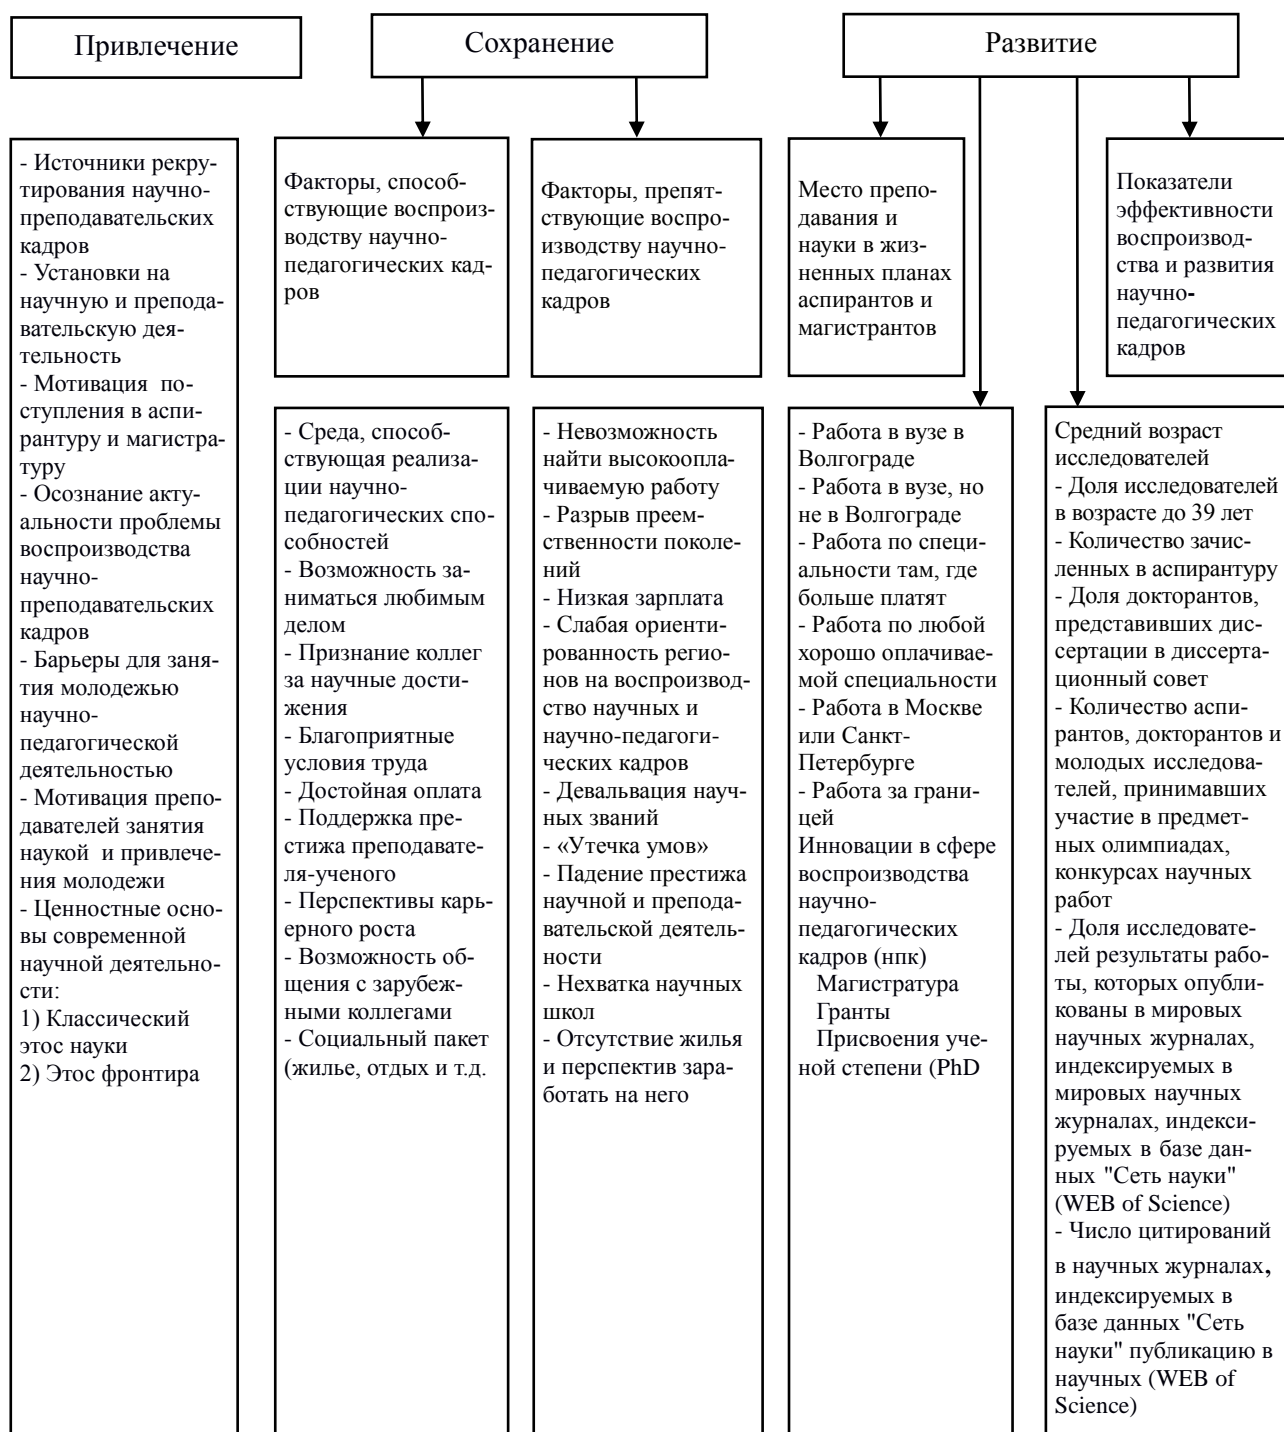 Привлечение
Сохранение
Развитие
- Источники рекру-
тирования научно-
преподавательских
кадров
- Установки на
научную и препода-
вательскую дея-
тельность
- Мотивация по-
ступления в аспи-
рантуру и магистра-
туру
- Осознание акту-
альности проблемы
воспроизводства
научно-
преподавательских
кадров
- Барьеры для заня-
тия молодежью
научно-
педагогической
деятельностью
- Мотивация препо-
давателей занятия
наукой и привлече-
ния молодежи
- Ценностные осно-
вы современной
научной деятельно-
сти:
1) Классический
этос науки
2) Этос фронтира
Факторы, способ-
ствующие воспроиз-
водству научно-
педагогических кад-
ров
- Среда, способ-
ствующая реализа-
ции научно-
педагогических спо-
собностей
- Возможность за-
ниматься любимым
делом
- Признание коллег
за научные дости-
жения
- Благоприятные
условия труда
- Достойная оплата
- Поддержка пре-
стижа преподавате-
ля-ученого
- Перспективы карь-
ерного роста
- Возможность об-
щения с зарубеж-
ными коллегами
- Социальный пакет
(жилье, отдых и т.д.
Факторы, препят-
ствующие воспро-
изводству научно-
педагогических
кадров
- Невозможность
найти высокоопла-
чиваемую работу
- Разрыв преем-
ственности поколе-
ний
- Низкая зарплата
- Слабая ориенти-
рованность регио-
нов на воспроизвод-
ство научных и
научно-педагоги-
ческих кадров
- Девальвация науч-
ных званий
- «Утечка умов»
- Падение престижа
научной и препода-
вательской деятель-
ности
- Нехватка научных
школ
- Отсутствие жилья
и перспектив зара-
ботать на него
Место препо-
давания и
науки в жиз-
ненных планах
аспирантов и
магистрантов
- Работа в вузе в
Волгограде
- Работа в вузе, но
не в Волгограде
- Работа по специ-
альности там, где
больше платят
- Работа по любой
хорошо оплачивае-
мой специальности
- Работа в Москве
или Санкт-
Петербурге
- Работа за грани-
цей
Инновации в сфере
воспроизводства
научно-
педагогических
кадров (нпк)
Магистратура
Гранты
Присвоения уче-
ной степени (PhD
Показатели
эффективности
воспроизвод-
ства и развития
научно-
педагогических
кадров
Средний возраст
исследователей
- Доля исследователей
в возрасте до 39 лет
- Количество зачис-
ленных в аспирантуру
- Доля докторантов,
представивших дис-
сертации в диссерта-
ционный совет
- Количество аспи-
рантов, докторантов и
молодых исследова-
телей, принимавших
участие в предмет-
ных олимпиадах,
конкурсах научных
работ
- Доля исследовате-
лей результаты рабо-
ты, которых опубли-
кованы в мировых
научных журналах,
индексируемых в
мировых научных
журналах, индекси-
руемых в базе дан-
ных "Сеть науки"
(WEB of Science)
- Число цитирований
в научных журналах,
индексируемых в
базе данных "Сеть
науки" публикацию в
научных (WEB of
Science)